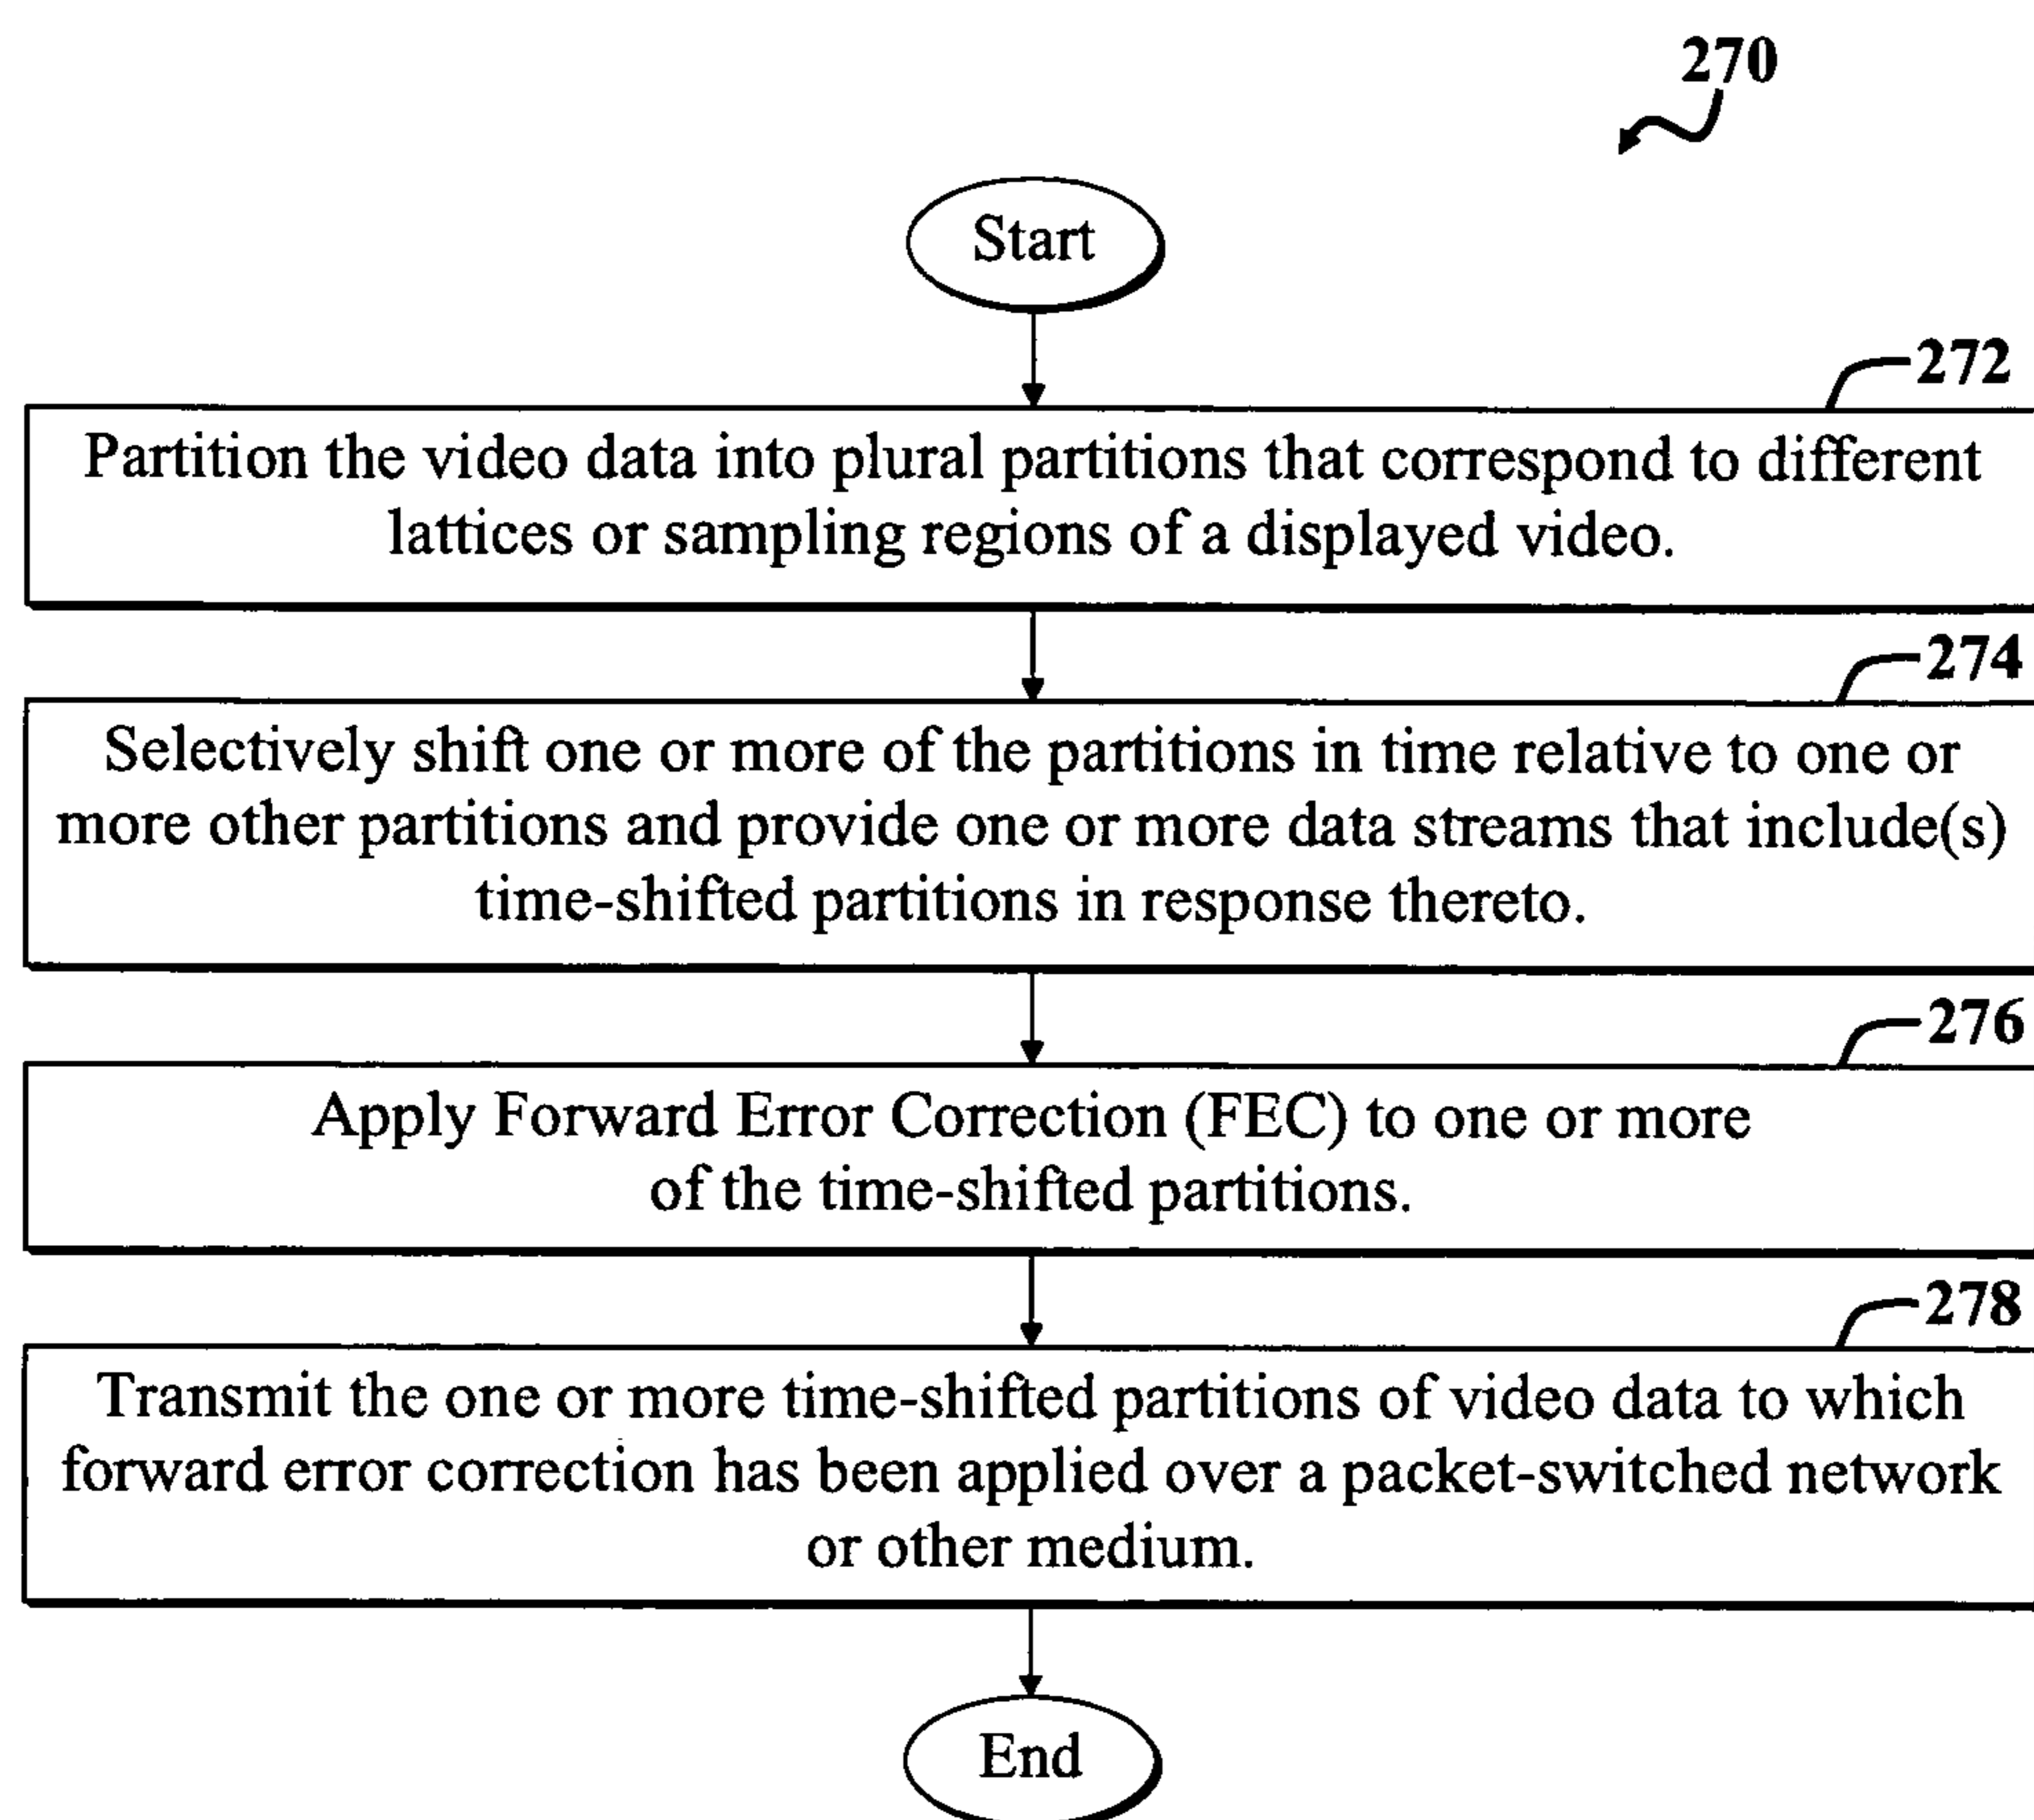 270
Start
272
Partition the video data into plural partitions that correspond to different
lattices or sampling regions of a displayed video.
274
Selectively shift one or more of the partitions in time relative to one or
more other partitions and provide one or more data streams that include(s)
time-shifted partitions in response thereto.
276
Apply Forward Error Correction (FEC) to one or more
of the time-shifted partitions.
278
Transmit the one or more time-shifted partitions of video data to which
forward error correction has been applied over a packet-switched network
or other medium.
End